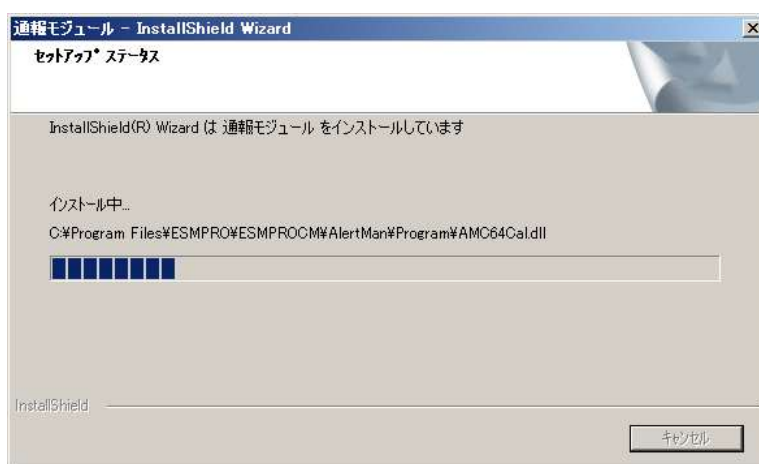 通報モジュール - InstallShield Wizard
セットアップ ステータス
InstallShield(R) Wizard は 通報モジュール をインストールしています
インストール中...
C:¥Program Files¥ESMPRO¥ESMPROCM¥AlertMan¥Program¥AMC64Cal.dll
InstallShield
キャンセル